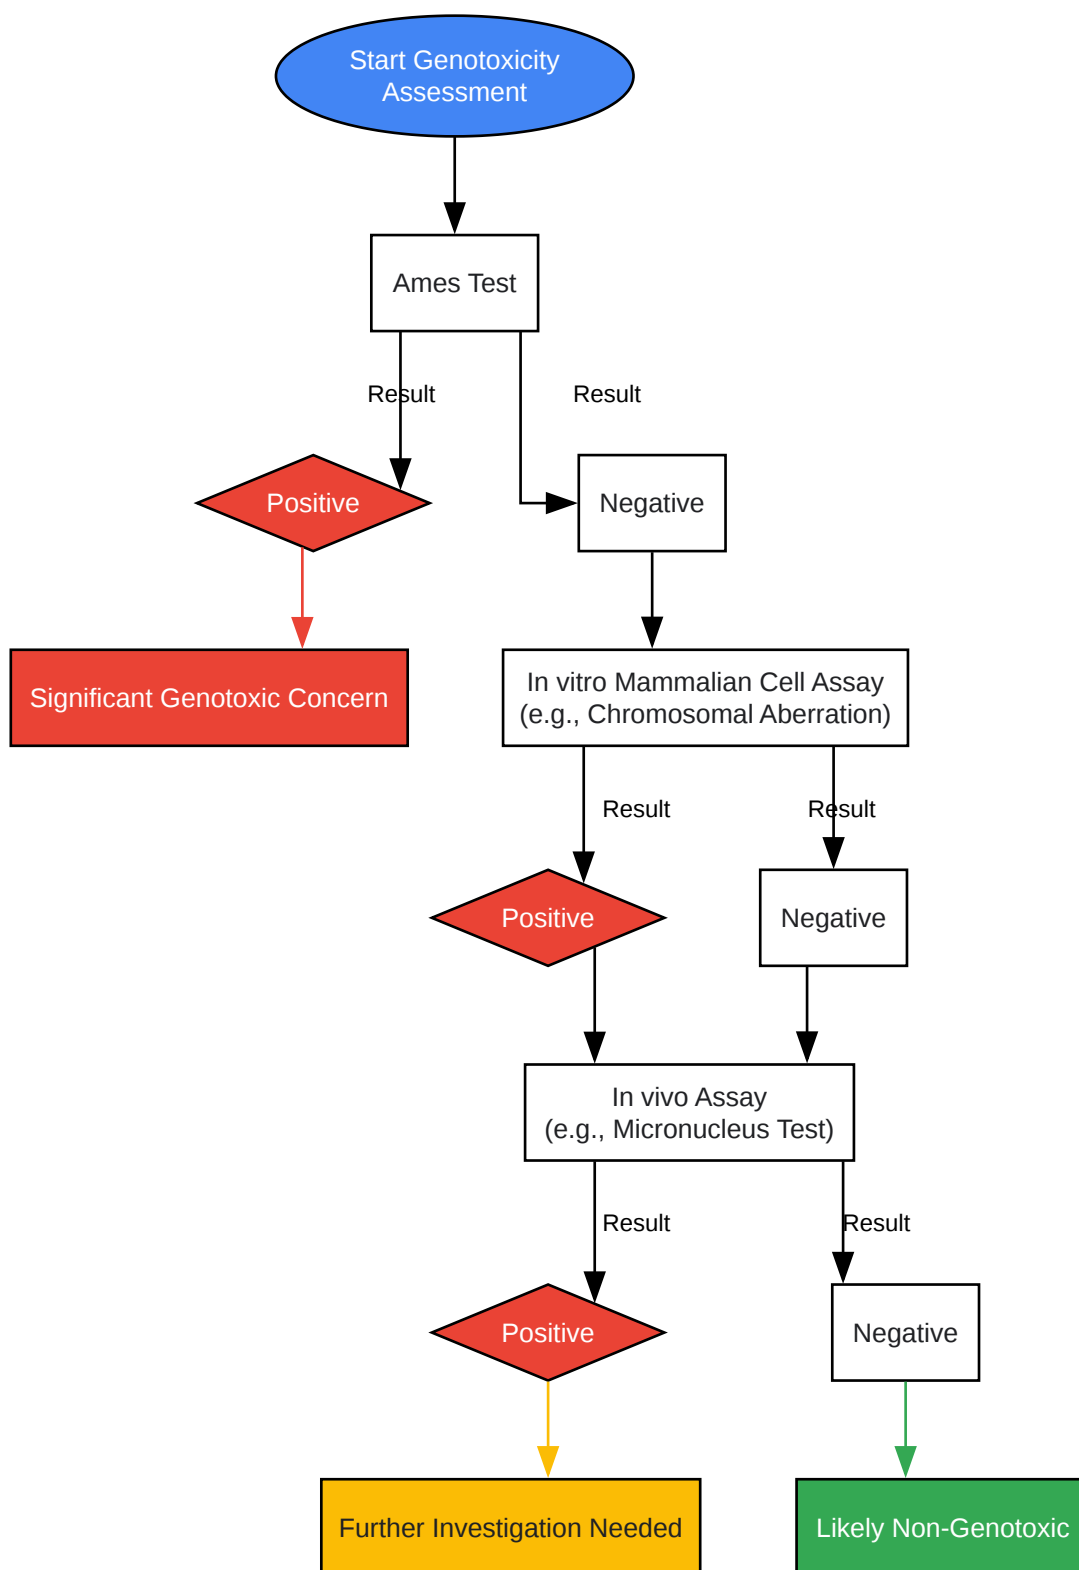 Start Genotoxicity
Assessment
Ames Test
Result
Result
Positive
Negative
Significant Genotoxic Concern
In vitro Mammalian Cell Assay
(e.g., Chromosomal Aberration)
Result
Result
Positive
Negative
In vivo Assay
(e.g., Micronucleus Test)
Result
Result
Positive
Negative
Further Investigation Needed
Likely Non-Genotoxic